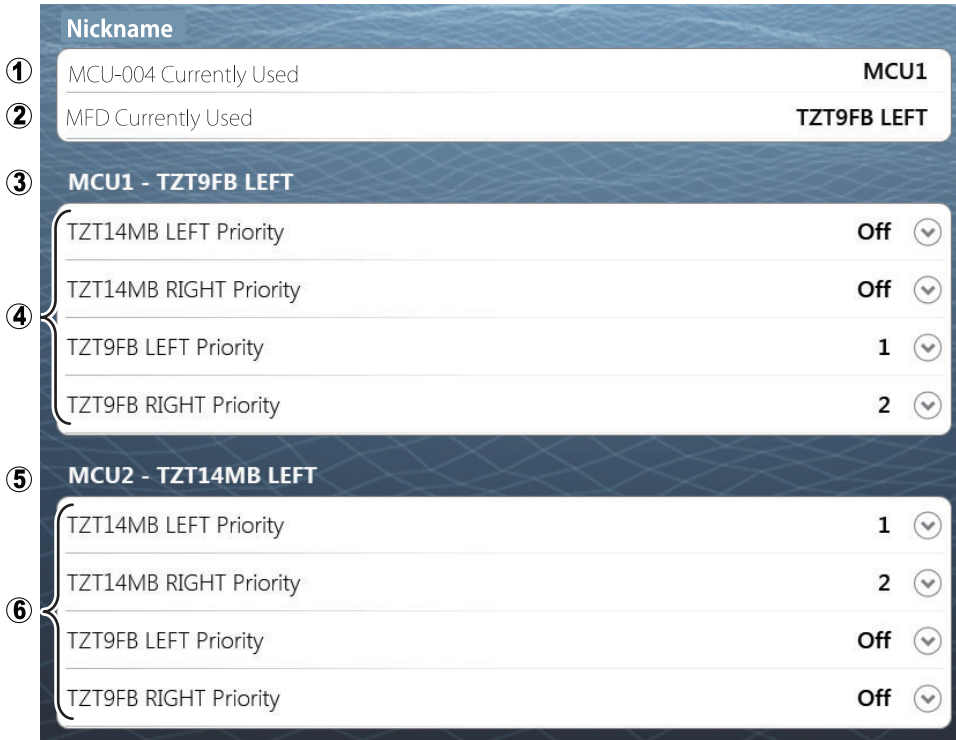 Nickname
① MCU-004 Currently Used MCU1
② MFD Currently Used TZT9FB LEFT
③ MCU1 - TZT9FB LEFT
TZT14MB LEFT Priority Off
TZT14MB RIGHT Priority Off
④
TZT9FB LEFT Priority 1
TZT9FB RIGHT Priority 2
⑤ MCU2 - TZT14MB LEFT
TZT14MB LEFT Priority 1
TZT14MB RIGHT Priority 2
⑥
TZT9FB LEFT Priority Off
TZT9FB RIGHT Priority Off